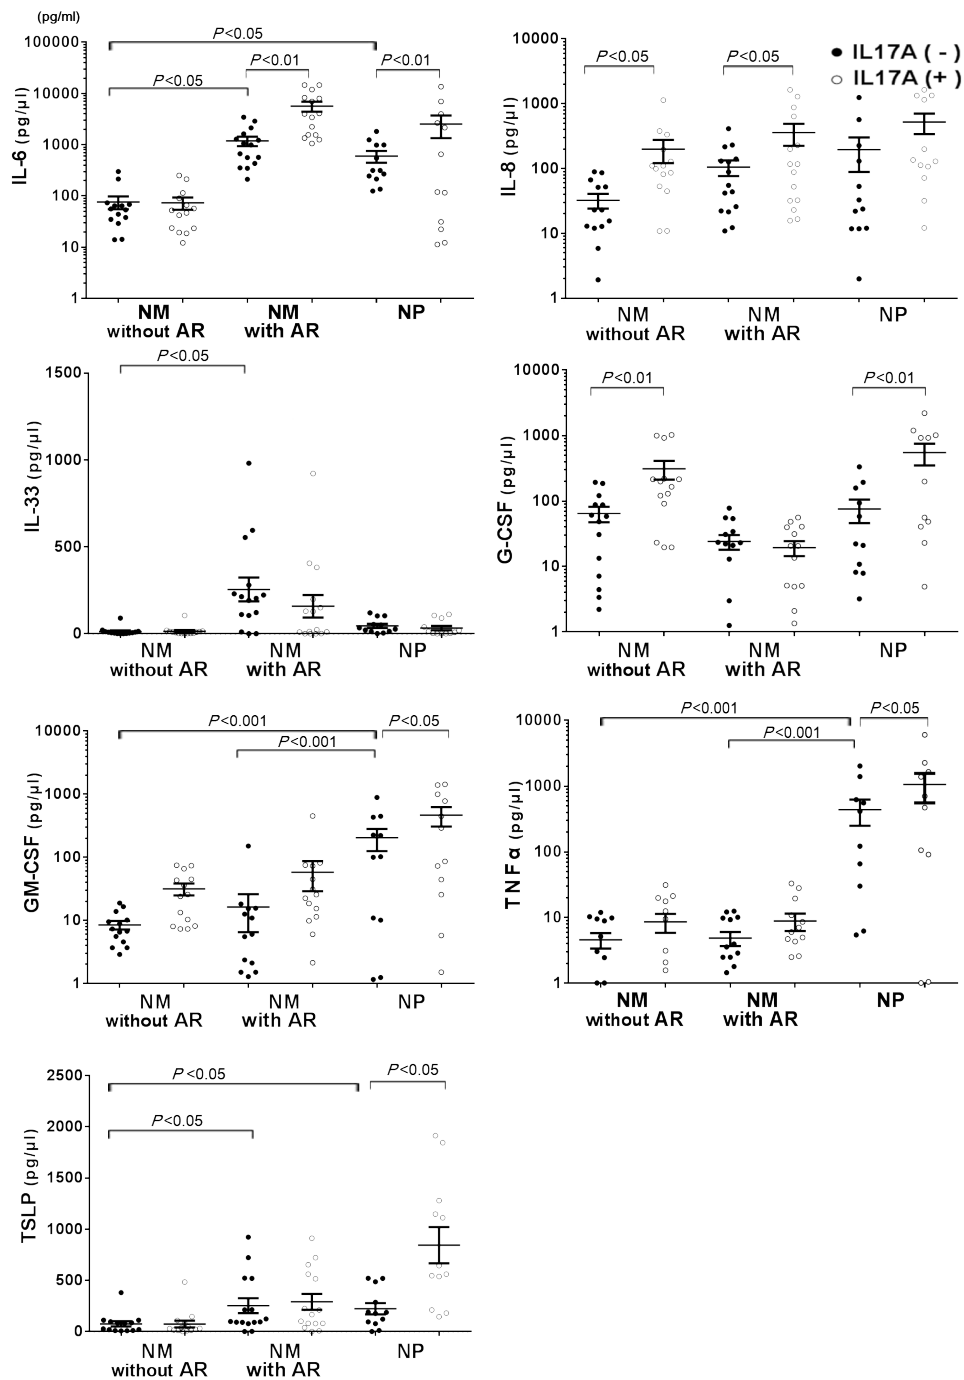 (pg/ml)
IL-6 (pg/μl)
100000
10000
1000
100
10
1
P<0.05
P<0.05
P<0.01
P<0.01
NM
without AR
NM
with AR
NP
IL-8 (pg/μl)
10000
1000
100
10
1
P<0.05
P<0.05
IL17A ( - )
IL17A (+)
NM
without AR
NM
with AR
NP
IL-33 (pg/μl)
1500
1000
500
0
P<0.05
NM
without AR
NM
with AR
NP
G-CSF (pg/μl)
10000
1000
100
10
1
P<0.01
P<0.01
NM
without AR
NM
with AR
NP
GM-CSF (pg/μl)
10000
1000
100
10
1
P<0.001
P<0.001
P<0.05
NM
without AR
NM
with AR
NP
TNFα (pg/μl)
10000
1000
100
10
1
P<0.001
P<0.001
P<0.05
NM
without AR
NM
with AR
NP
TSLP (pg/μl)
2500
2000
1500
1000
500
0
P<0.05
P<0.05
P<0.05
NM
without AR
NM
with AR
NP